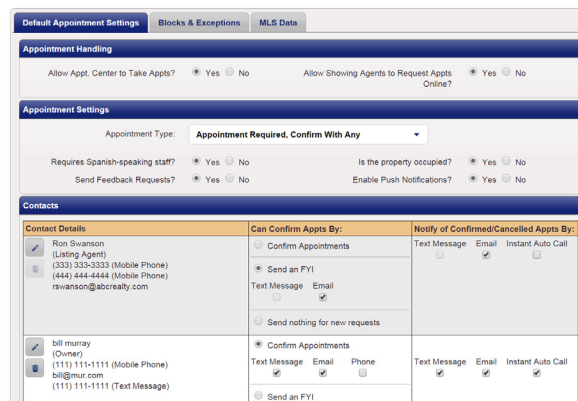 Default Appointment Settings Blocks & Exceptions MLS Data
Appointment Handling
Allow Appt. Center to Take Appts? Yes No Allow Showing Agents to Request Appts Online? Yes No
Appointment Settings
Appointment Type: Appointment Required, Confirm With Any
Requires Spanish-speaking staff? Yes No Is the property occupied? Yes No
Send Feedback Requests? Yes No Enable Push Notifications? Yes No
Contacts
Contact Details Can Confirm Appts By: Notify of Confirmed/Cancelled Appts By:
Ron Swanson
(Listing Agent)
(333) 333-3333 (Mobile Phone)
(444) 444-4444 (Mobile Phone)
rswanson@abcrealty.com
Confirm Appointments
Send an FYI
Text Message Email
Send nothing for new requests
Text Message Email Instant Auto Call
bill murray
(Owner)
(111) 111-1111 (Mobile Phone)
bill@mur.com
(111) 111-1111 (Text Message)
Confirm Appointments
Text Message Email Phone
Send an FYI
Text Message Email Instant Auto Call